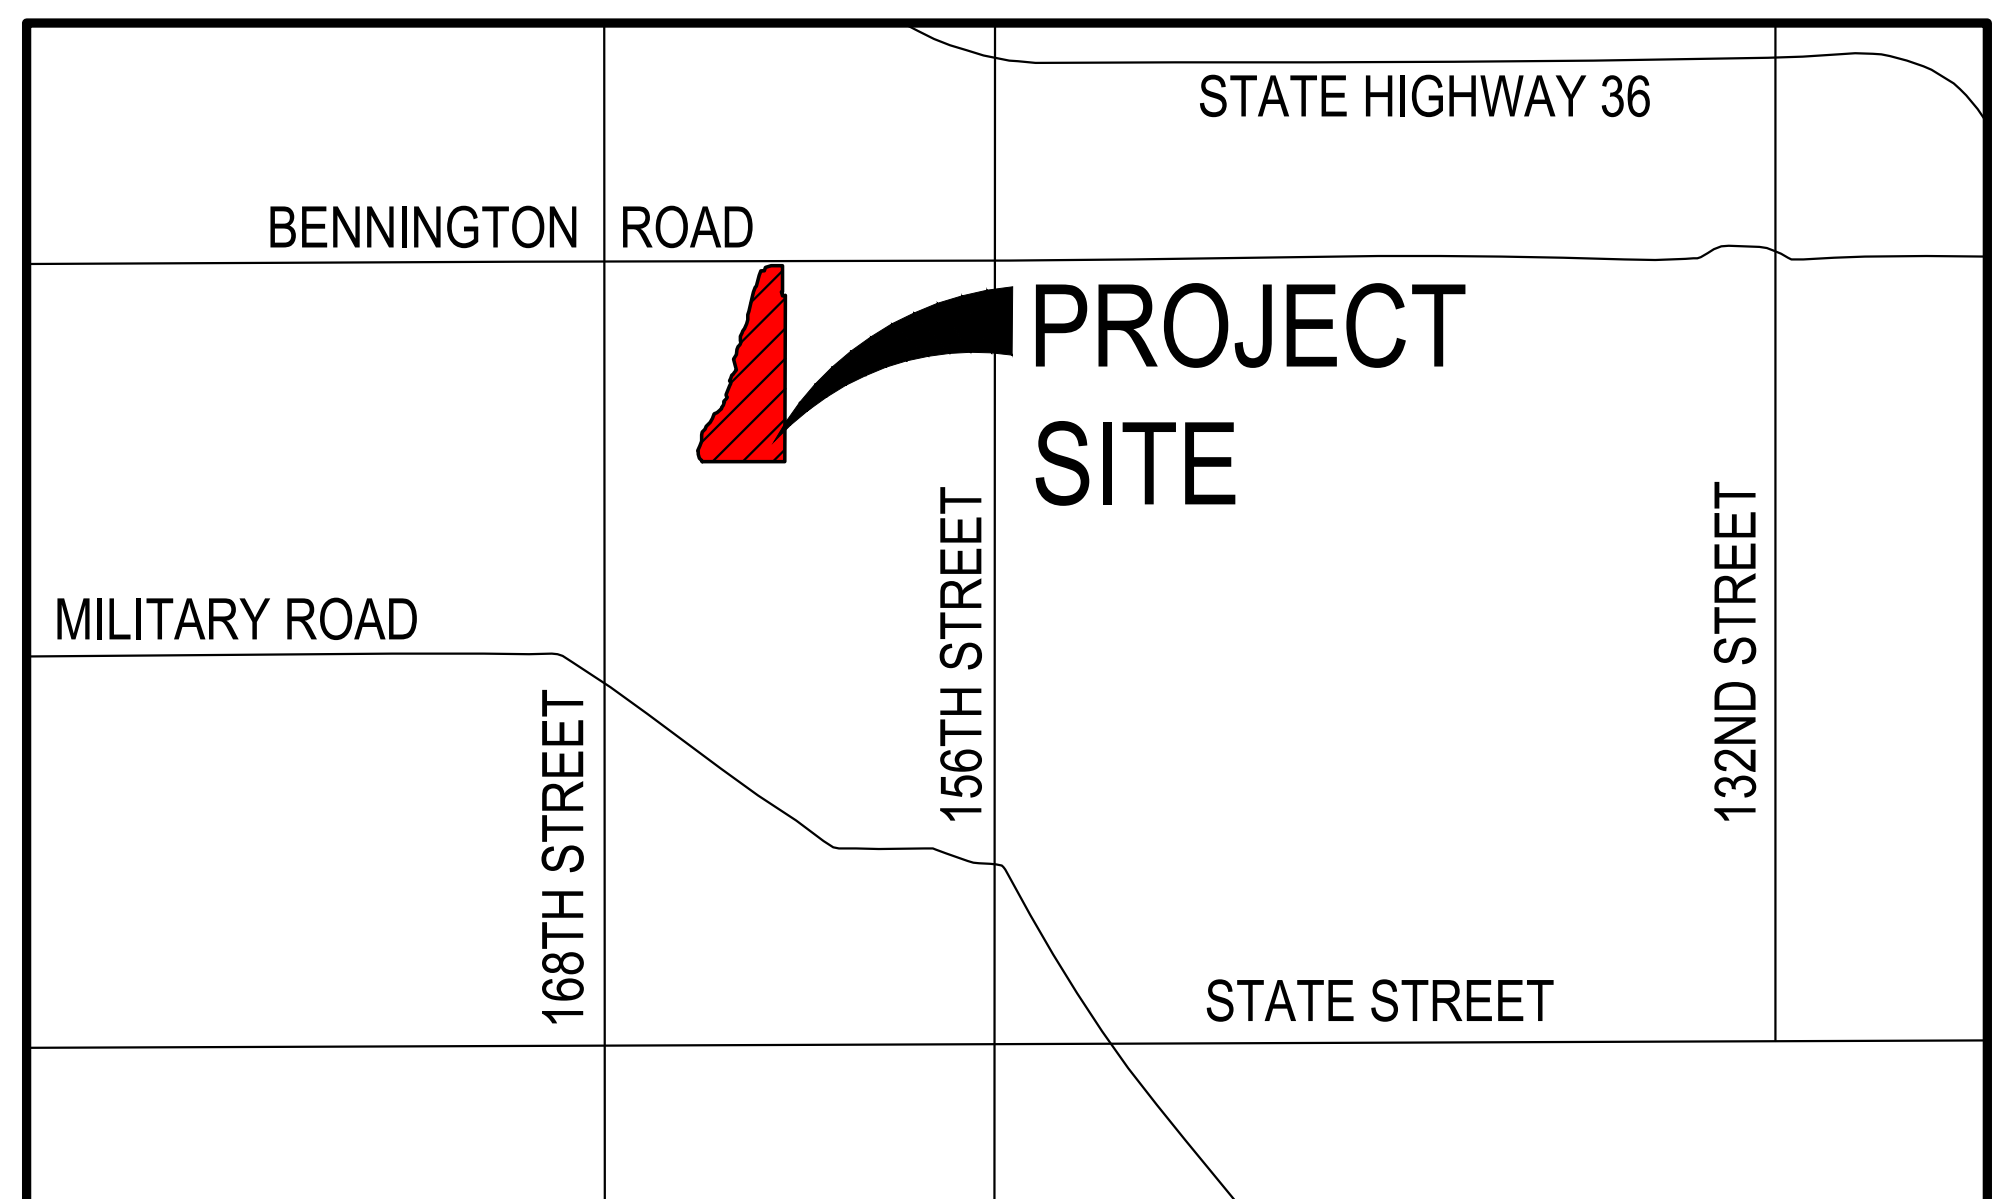 STATE HIGHWAY 36
BENNINGTON ROAD
PROJECT
SITE
MILITARY ROAD
156TH STREET
132ND STREET
168TH STREET
STATE STREET